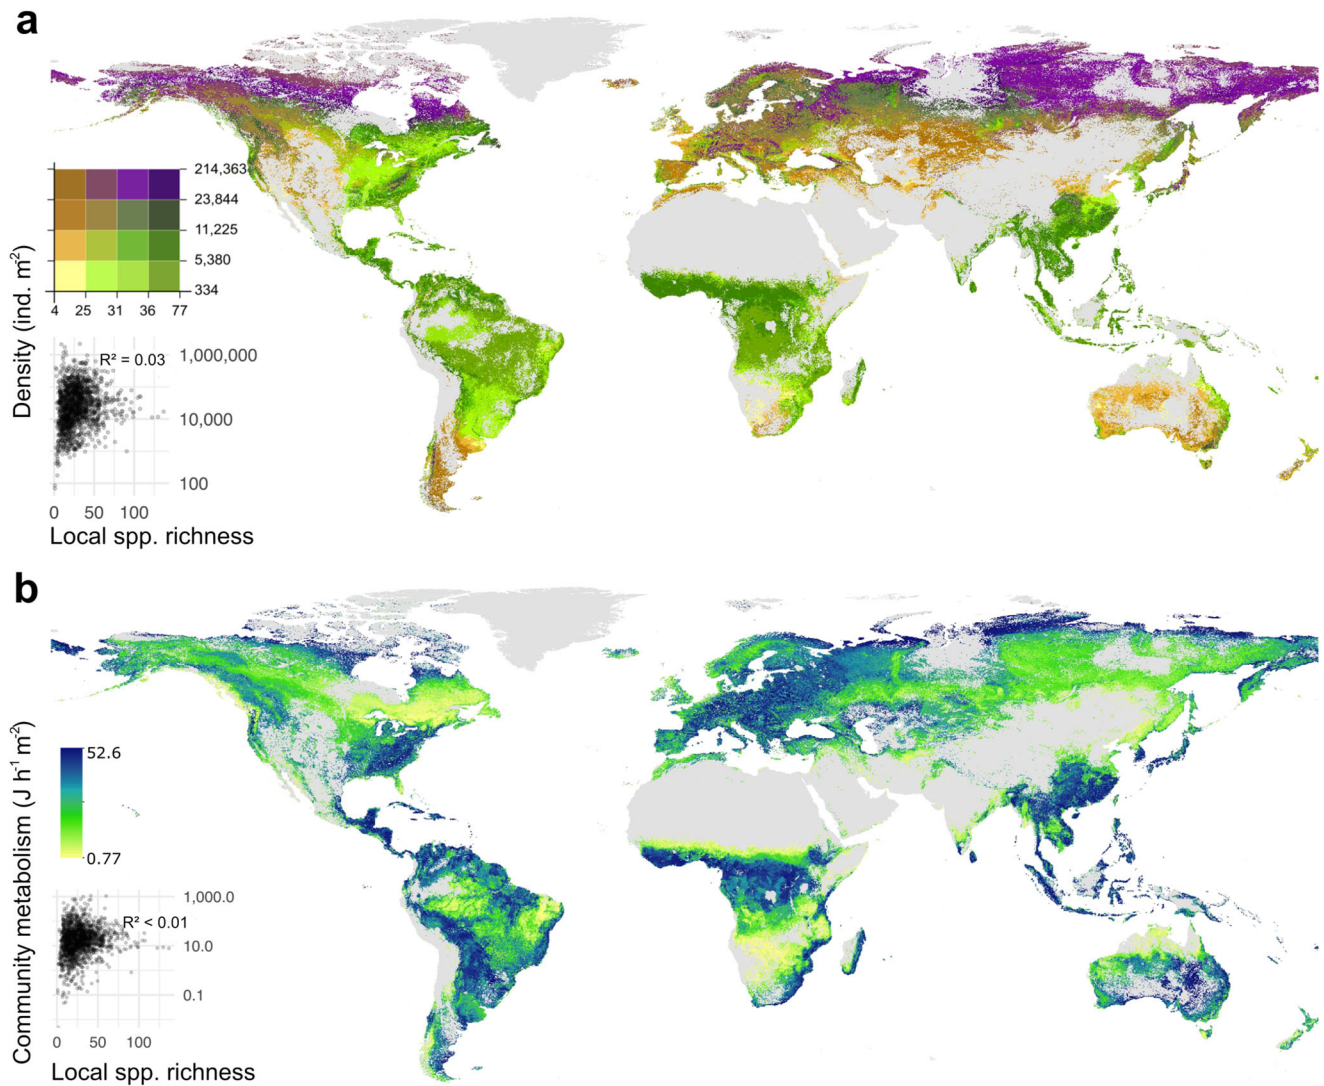 a
Density (ind. m²)
214,363
23,844
11,225
5,380
334
4 25 31 36 77
R² = 0.03
1,000,000
10,000
100
0 50 100
Local spp. richness
b
Community metabolism (J h⁻¹ m⁻²)
52.6
0.77
R² < 0.01
1,000.0
10.0
0.1
0 50 100
Local spp. richness